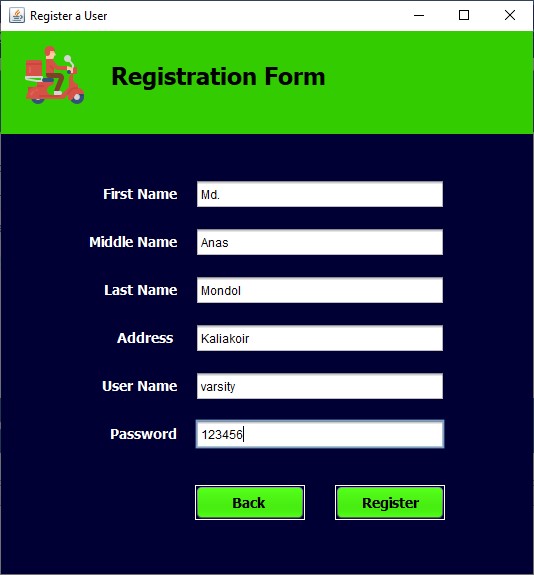 Register a User
Registration Form
First Name Md.
Middle Name Anas
Last Name Mondol
Address Kaliakoir
User Name varsity
Password 123456
Back Register